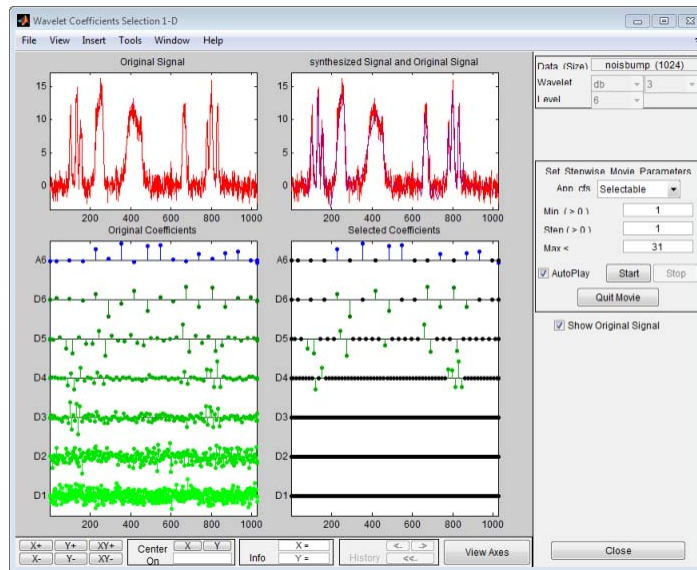 Wavelet Coefficients Selection 1-D
File View Insert Tools Window Help
Original Signal
synthesized Signal and Original Signal
15
10
5
0
200 400 600 800 1000
15
10
5
0
200 400 600 800 1000
Original Coefficients
Selected Coefficients
A6
D6
D5
D4
D3
D2
D1
200 400 600 800 1000
A6
D6
D5
D4
D3
D2
D1
200 400 600 800 1000
Data (Size) noisbump (1024)
Wavelet db 3
Level 6
Set Stepwise Movie Parameters
App. cfs Selectable
Min. ( > 0 ) 1
Step ( > 0 ) 1
Max < 31
AutoPlay Start Stop
Quit Movie
Show Original Signal
X+ Y+ XY+
X- Y- XY-
Center On X Y
Info X = Y =
History <- -> <<-
View Axes
Close